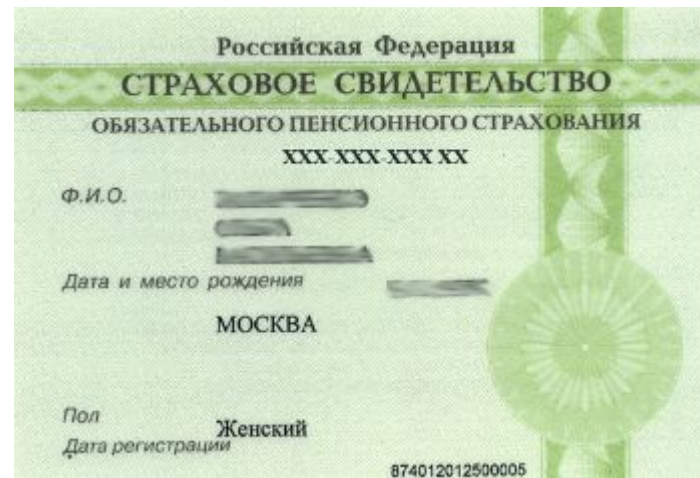 Российская Федерация
СТРАХОВОЕ СВИДЕТЕЛЬСТВО
ОБЯЗАТЕЛЬНОГО ПЕНСИОННОГО СТРАХОВАНИЯ
XXX-XXX-XXX XX
Ф.И.О.
Дата и место рождения
МОСКВА
Пол Женский
Дата регистрации
874012012500005